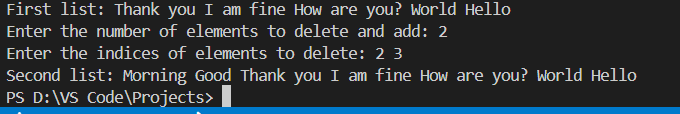 First list: Thank you I am fine How are you? World Hello
Enter the number of elements to delete and add: 2
Enter the indices of elements to delete: 2 3
Second list: Morning Good Thank you I am fine How are you? World Hello
PS D:\VS Code\Projects>